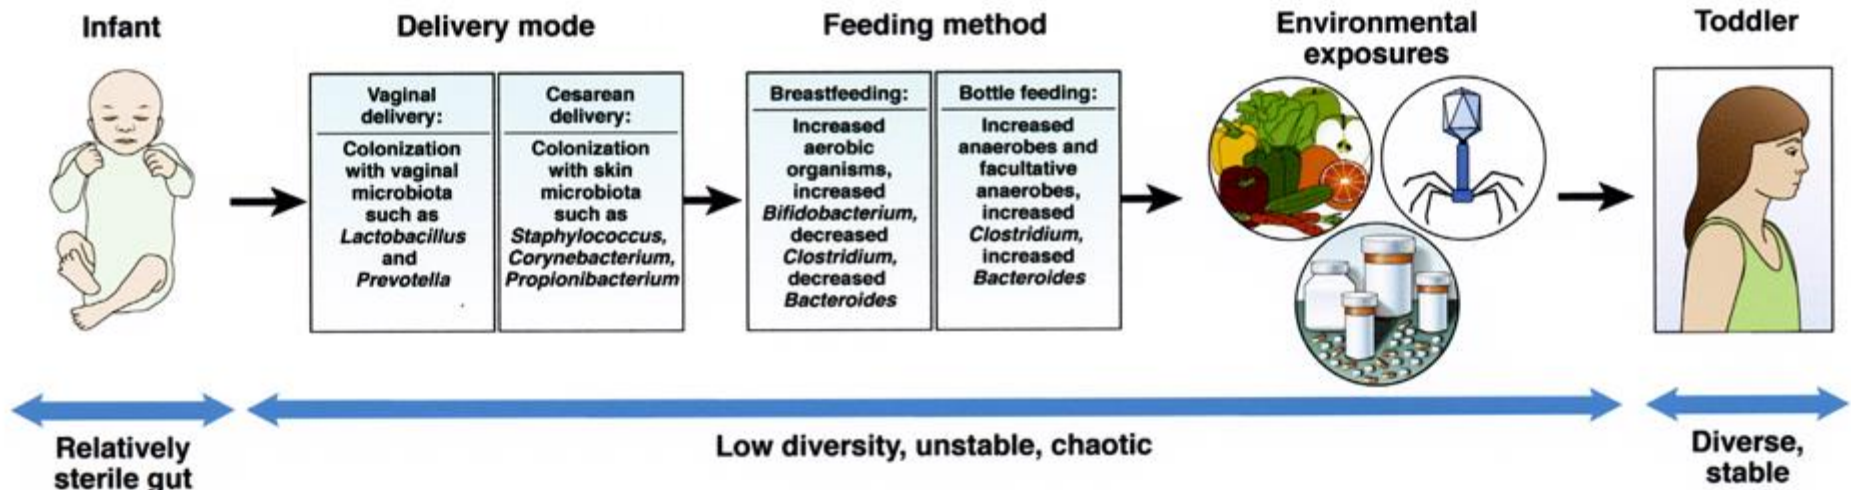 Infant
Delivery mode
Feeding method
Environmental
exposures
Toddler
Vaginal
delivery:
Colonization
with vaginal
microbiota
such as
Lactobacillus
and
Prevotella
Cesarean
delivery:
Colonization
with skin
microbiota
such as
Staphylococcus,
Corynebacterium,
Propionibacterium
Breastfeeding:
Increased
aerobic
organisms,
increased
Bifidobacterium,
decreased
Clostridium,
decreased
Bacteroides
Bottle feeding:
Increased
anaerobes and
facultative
anaerobes,
increased
Clostridium,
increased
Bacteroides
Relatively
sterile gut
Low diversity, unstable, chaotic
Diverse,
stable